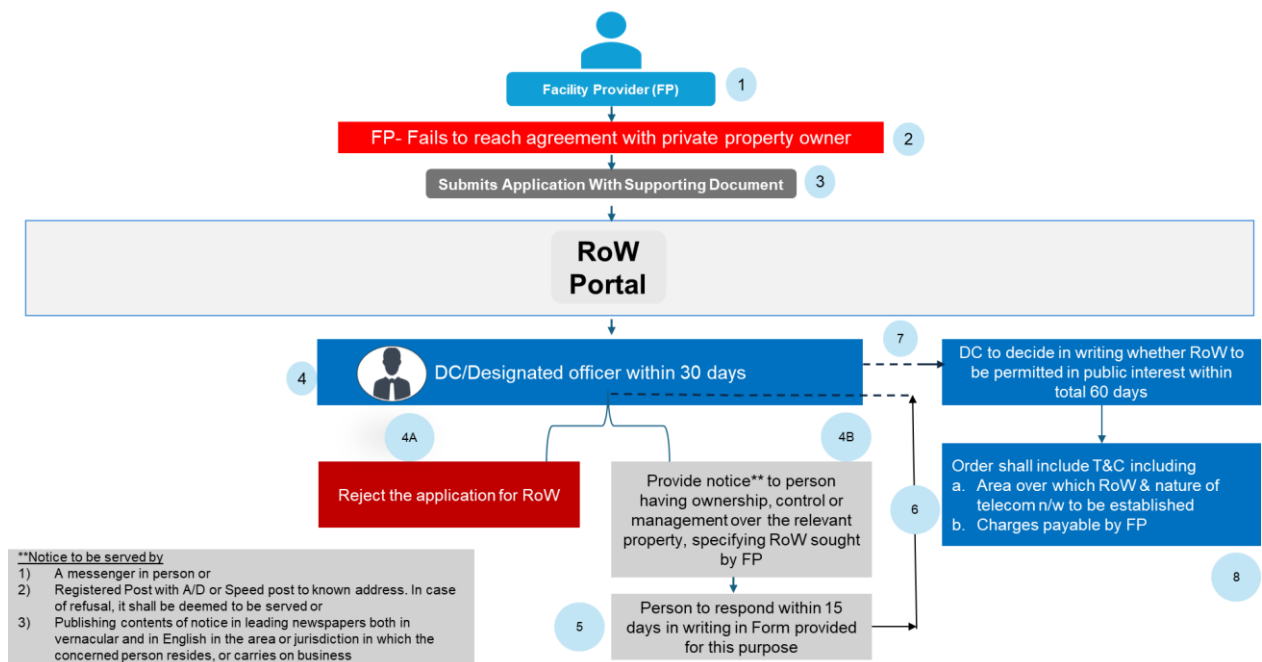 Facility Provider (FP)
1
FP- Fails to reach agreement with private property owner
2
Submits Application With Supporting Document
3
RoW
Portal
4
DC/Designated officer within 30 days
7
DC to decide in writing whether RoW to
be permitted in public interest within
total 60 days
4A
4B
Reject the application for RoW
Provide notice** to person
having ownership, control or
management over the relevant
property, specifying RoW sought
by FP
6
Order shall include T&C including
a. Area over which RoW & nature of
telecom n/w to be established
b. Charges payable by FP
8
5
Person to respond within 15
days in writing in Form provided
for this purpose
**Notice to be served by
1) A messenger in person or
2) Registered Post with A/D or Speed post to known address. In case
of refusal, it shall be deemed to be served or
3) Publishing contents of notice in leading newspapers both in
vernacular and in English in the area or jurisdiction in which the
concerned person resides, or carries on business